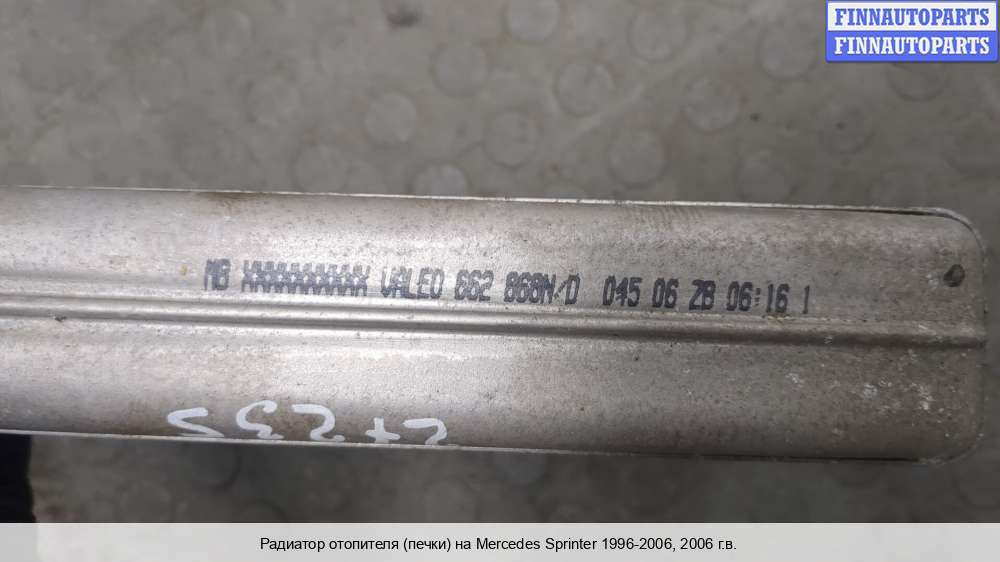 FINNAUTOPARTS
FINNAUTOPARTS
MB XXXXXXXXXX VALEO 662 868N/D 045 06 ZB 06:16 1
Радиатор отопителя (печки) на Mercedes Sprinter 1996-2006, 2006 г.в.